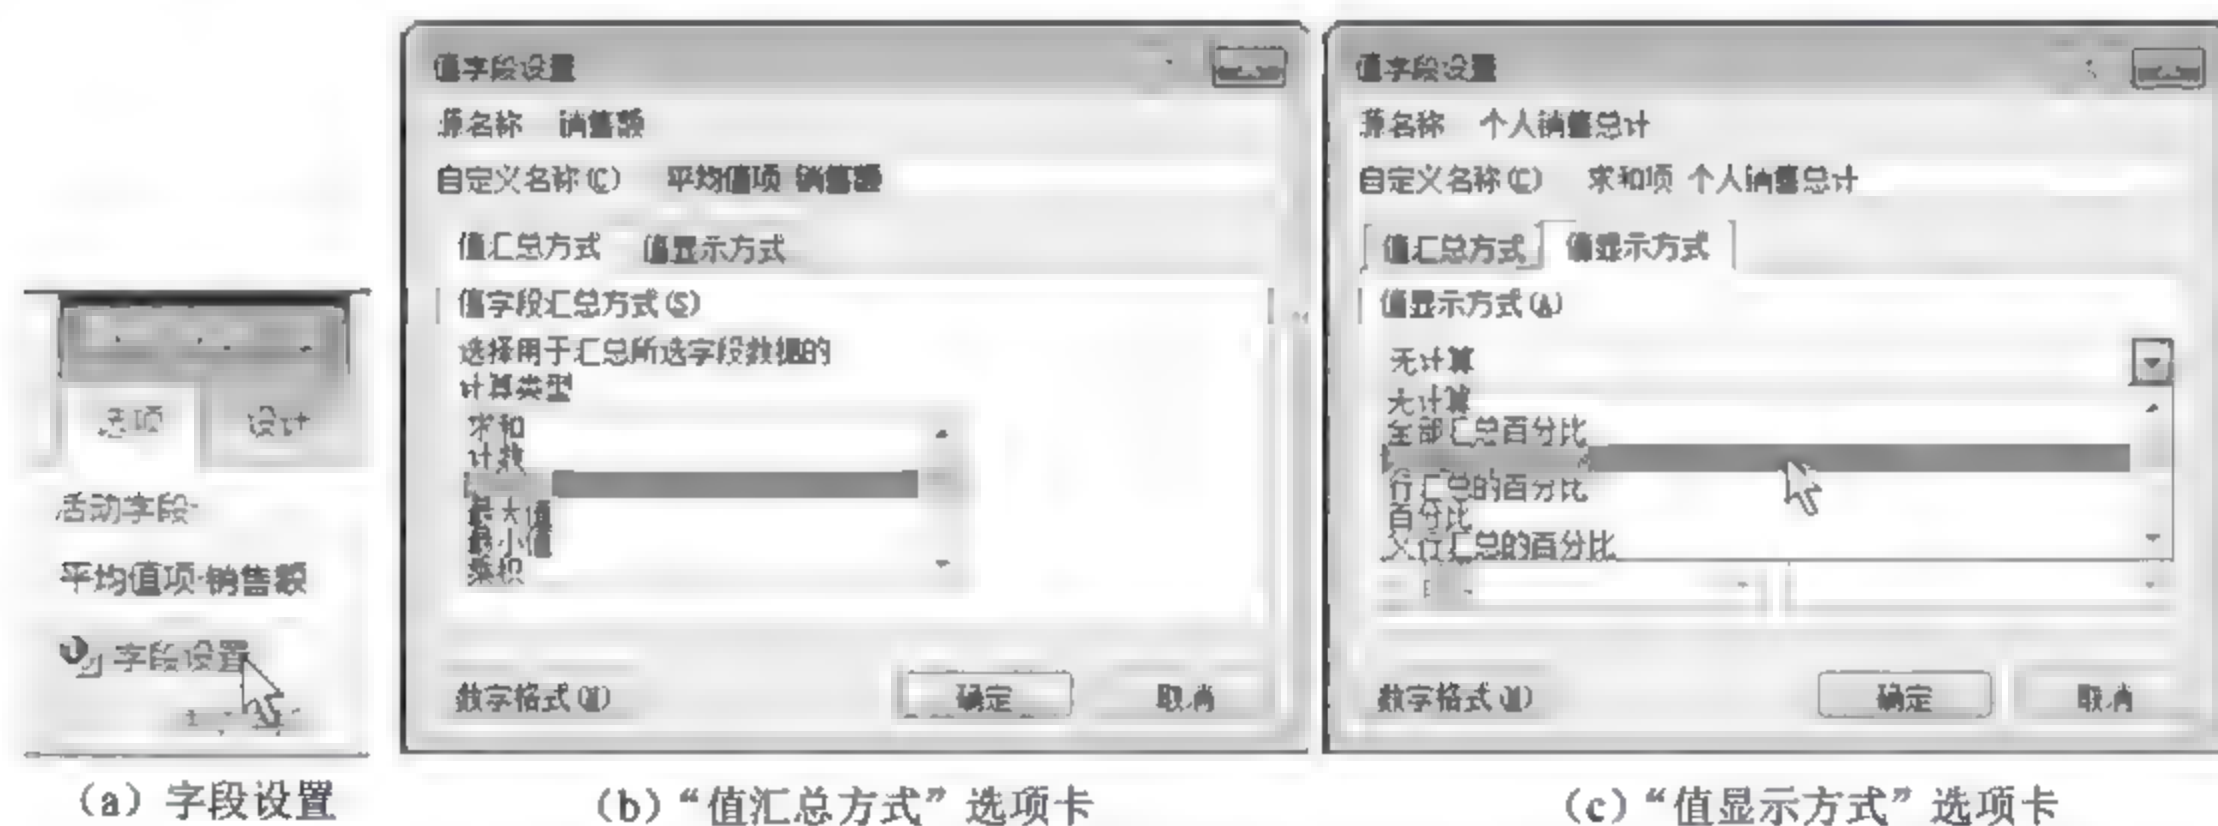 选项 设计
活动字段
平均值项 销售额
字段设置
(a) 字段设置
值字段设置
源名称 销售额
自定义名称(C) 平均值项 销售额
值汇总方式 值显示方式
值字段汇总方式(S)
选择用于汇总所选字段数据的
计算类型
求和
计数
最大值
最小值
乘积
数字格式(N) 确定 取消
(b)“值汇总方式”选项卡
值字段设置
源名称 个人销售总计
自定义名称(C) 求和项 个人销售总计
值汇总方式 值显示方式
值显示方式(A)
无计算
无计算
全部汇总百分比
行汇总的百分比
百分比
父行汇总的百分比
数字格式(N) 确定 取消
(c)“值显示方式”选项卡